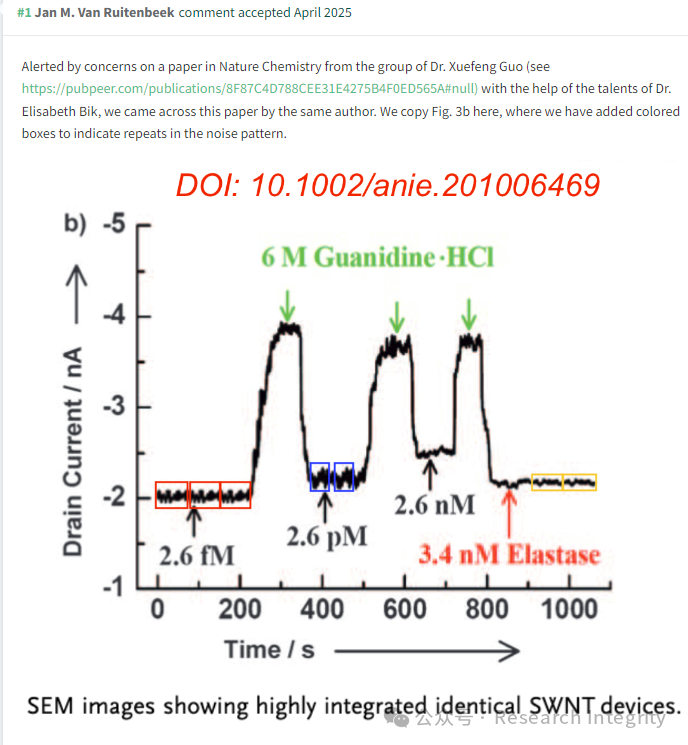 #1 Jan M. Van Ruitenbeek comment accepted April 2025
Alerted by concerns on a paper in Nature Chemistry from the group of Dr. Xuefeng Guo (see
https://pubpeer.com/publications/8F87C4D788CEE31E4275B4F0ED565A#null) with the help of the talents of Dr.
Elisabeth Bik, we came across this paper by the same author. We copy Fig. 3b here, where we have added colored
boxes to indicate repeats in the noise pattern.
DOI: 10.1002/anie.201006469
b) -5
6 M Guanidine·HCl
-4
-3
-2
-1
Drain Current / nA
2.6 fM
2.6 pM
2.6 nM
3.4 nM Elastase
0 200 400 600 800 1000
Time / s
SEM images showing highly integrated identical SWNT devices.
公众号 · Research Integrity